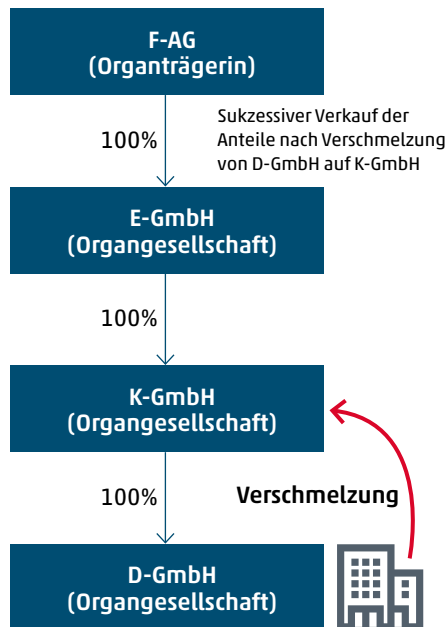 F-AG
(Organträgerin)
100%
Sukzessiver Verkauf der
Anteile nach Verschmelzung
von D-GmbH auf K-GmbH
E-GmbH
(Organgesellschaft)
100%
K-GmbH
(Organgesellschaft)
100%
Verschmelzung
D-GmbH
(Organgesellschaft)